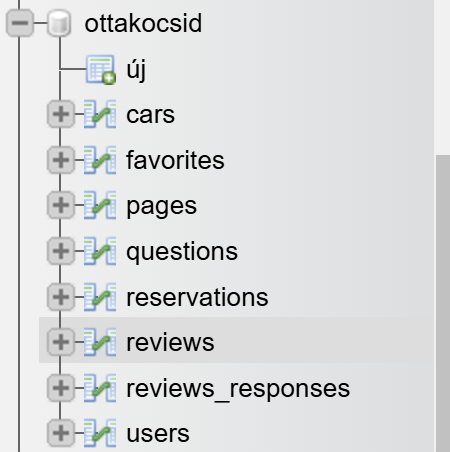 ottakocsid
új
cars
favorites
pages
questions
reservations
reviews
reviews_responses
users